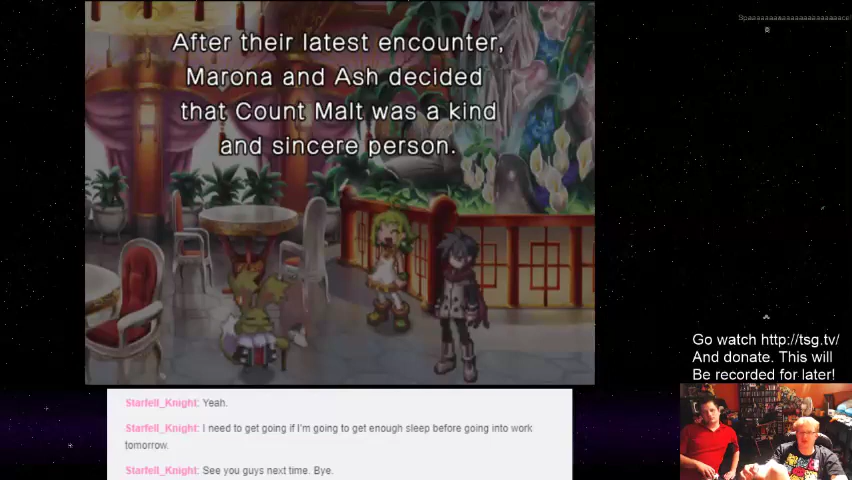 After their latest encounter,
Marona and Ash decided
that Count Malt was a kind
and sincere person.
Go watch http://tsg.tv/
And donate. This will
Be recorded for later!
Starfell_Knight: Yeah.
Starfell_Knight: I need to get going if I'm going to get enough sleep before going into work
tomorrow.
Starfell_Knight: See you guys next time. Bye.